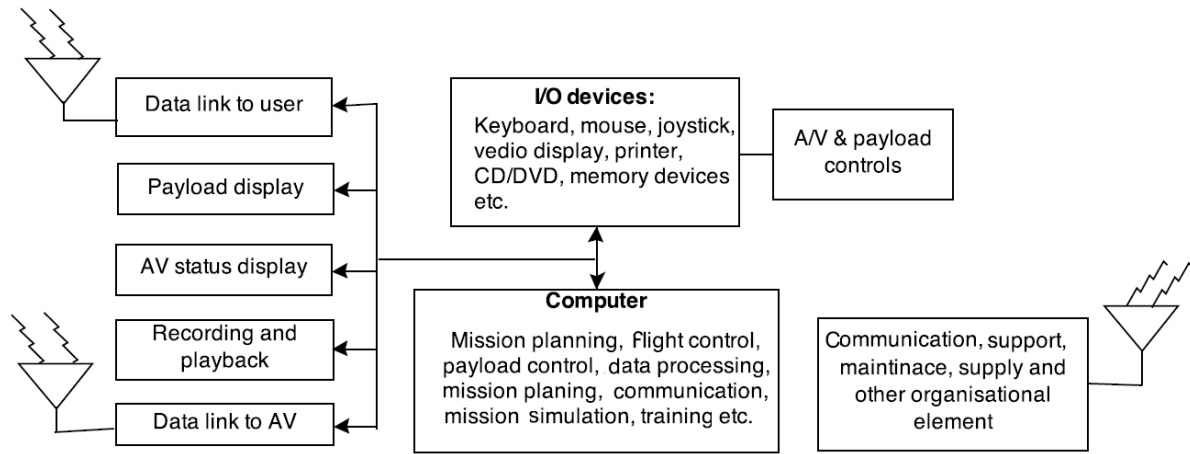 Data link to user
Payload display
AV status display
Recording and
playback
Data link to AV
I/O devices:
Keyboard, mouse, joystick,
vedio display, printer,
CD/DVD, memory devices
etc.
A/V & payload
controls
Computer
Mission planning, flight control,
payload control, data processing,
mission planing, communication,
mission simulation, training etc.
Communication, support,
maintinace, supply and
other organisational
element